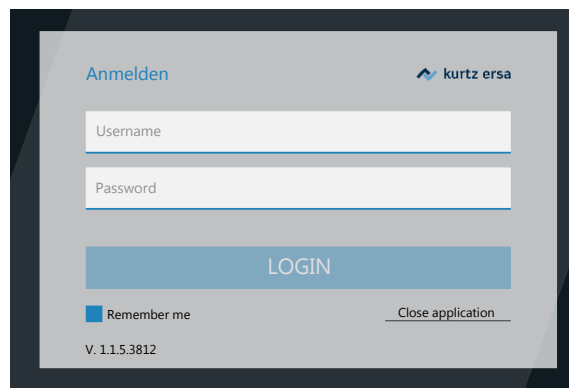 Anmelden
kurtz ersa
Username
Password
LOGIN
Remember me
Close application
V. 1.1.5.3812